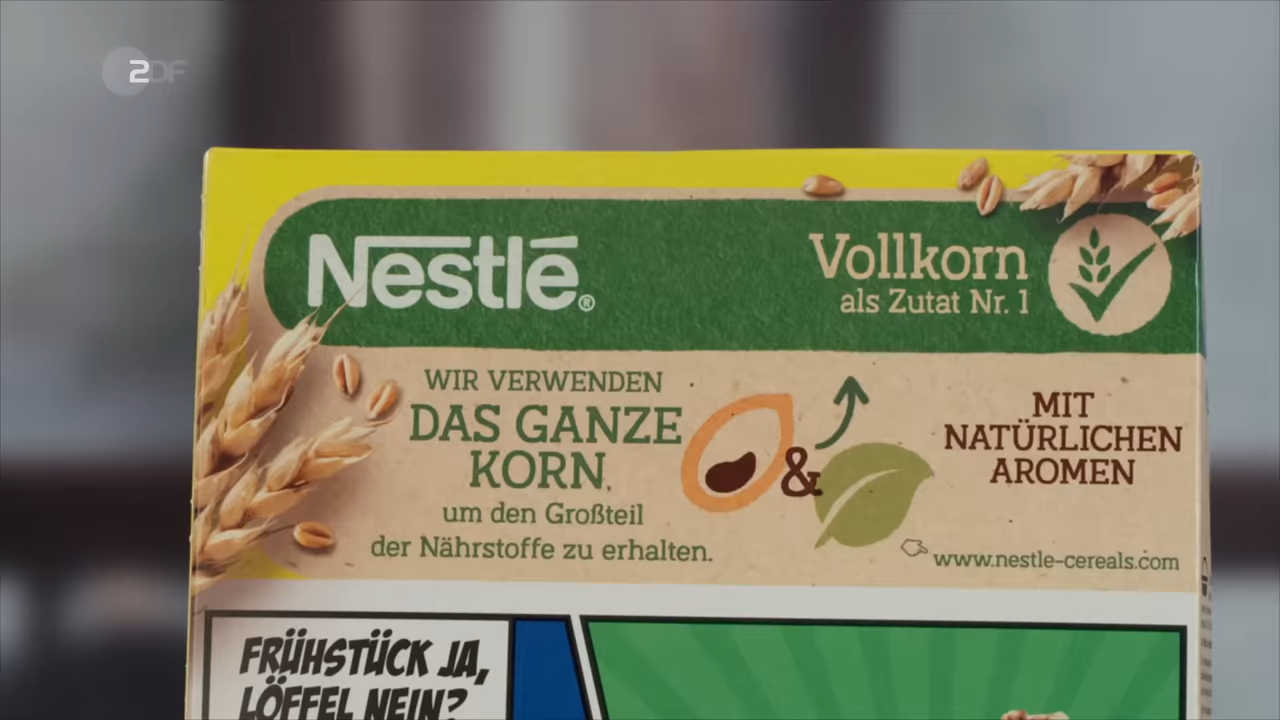 ZDF
Nestlé®
Vollkorn
als Zutat Nr. 1
WIR VERWENDEN
DAS GANZE
KORN,
um den Großteil
der Nährstoffe zu erhalten.
&
MIT
NATÜRLICHEN
AROMEN
www.nestle-cereals.com
FRÜHSTÜCK JA,
LÖFFEL NEIN?